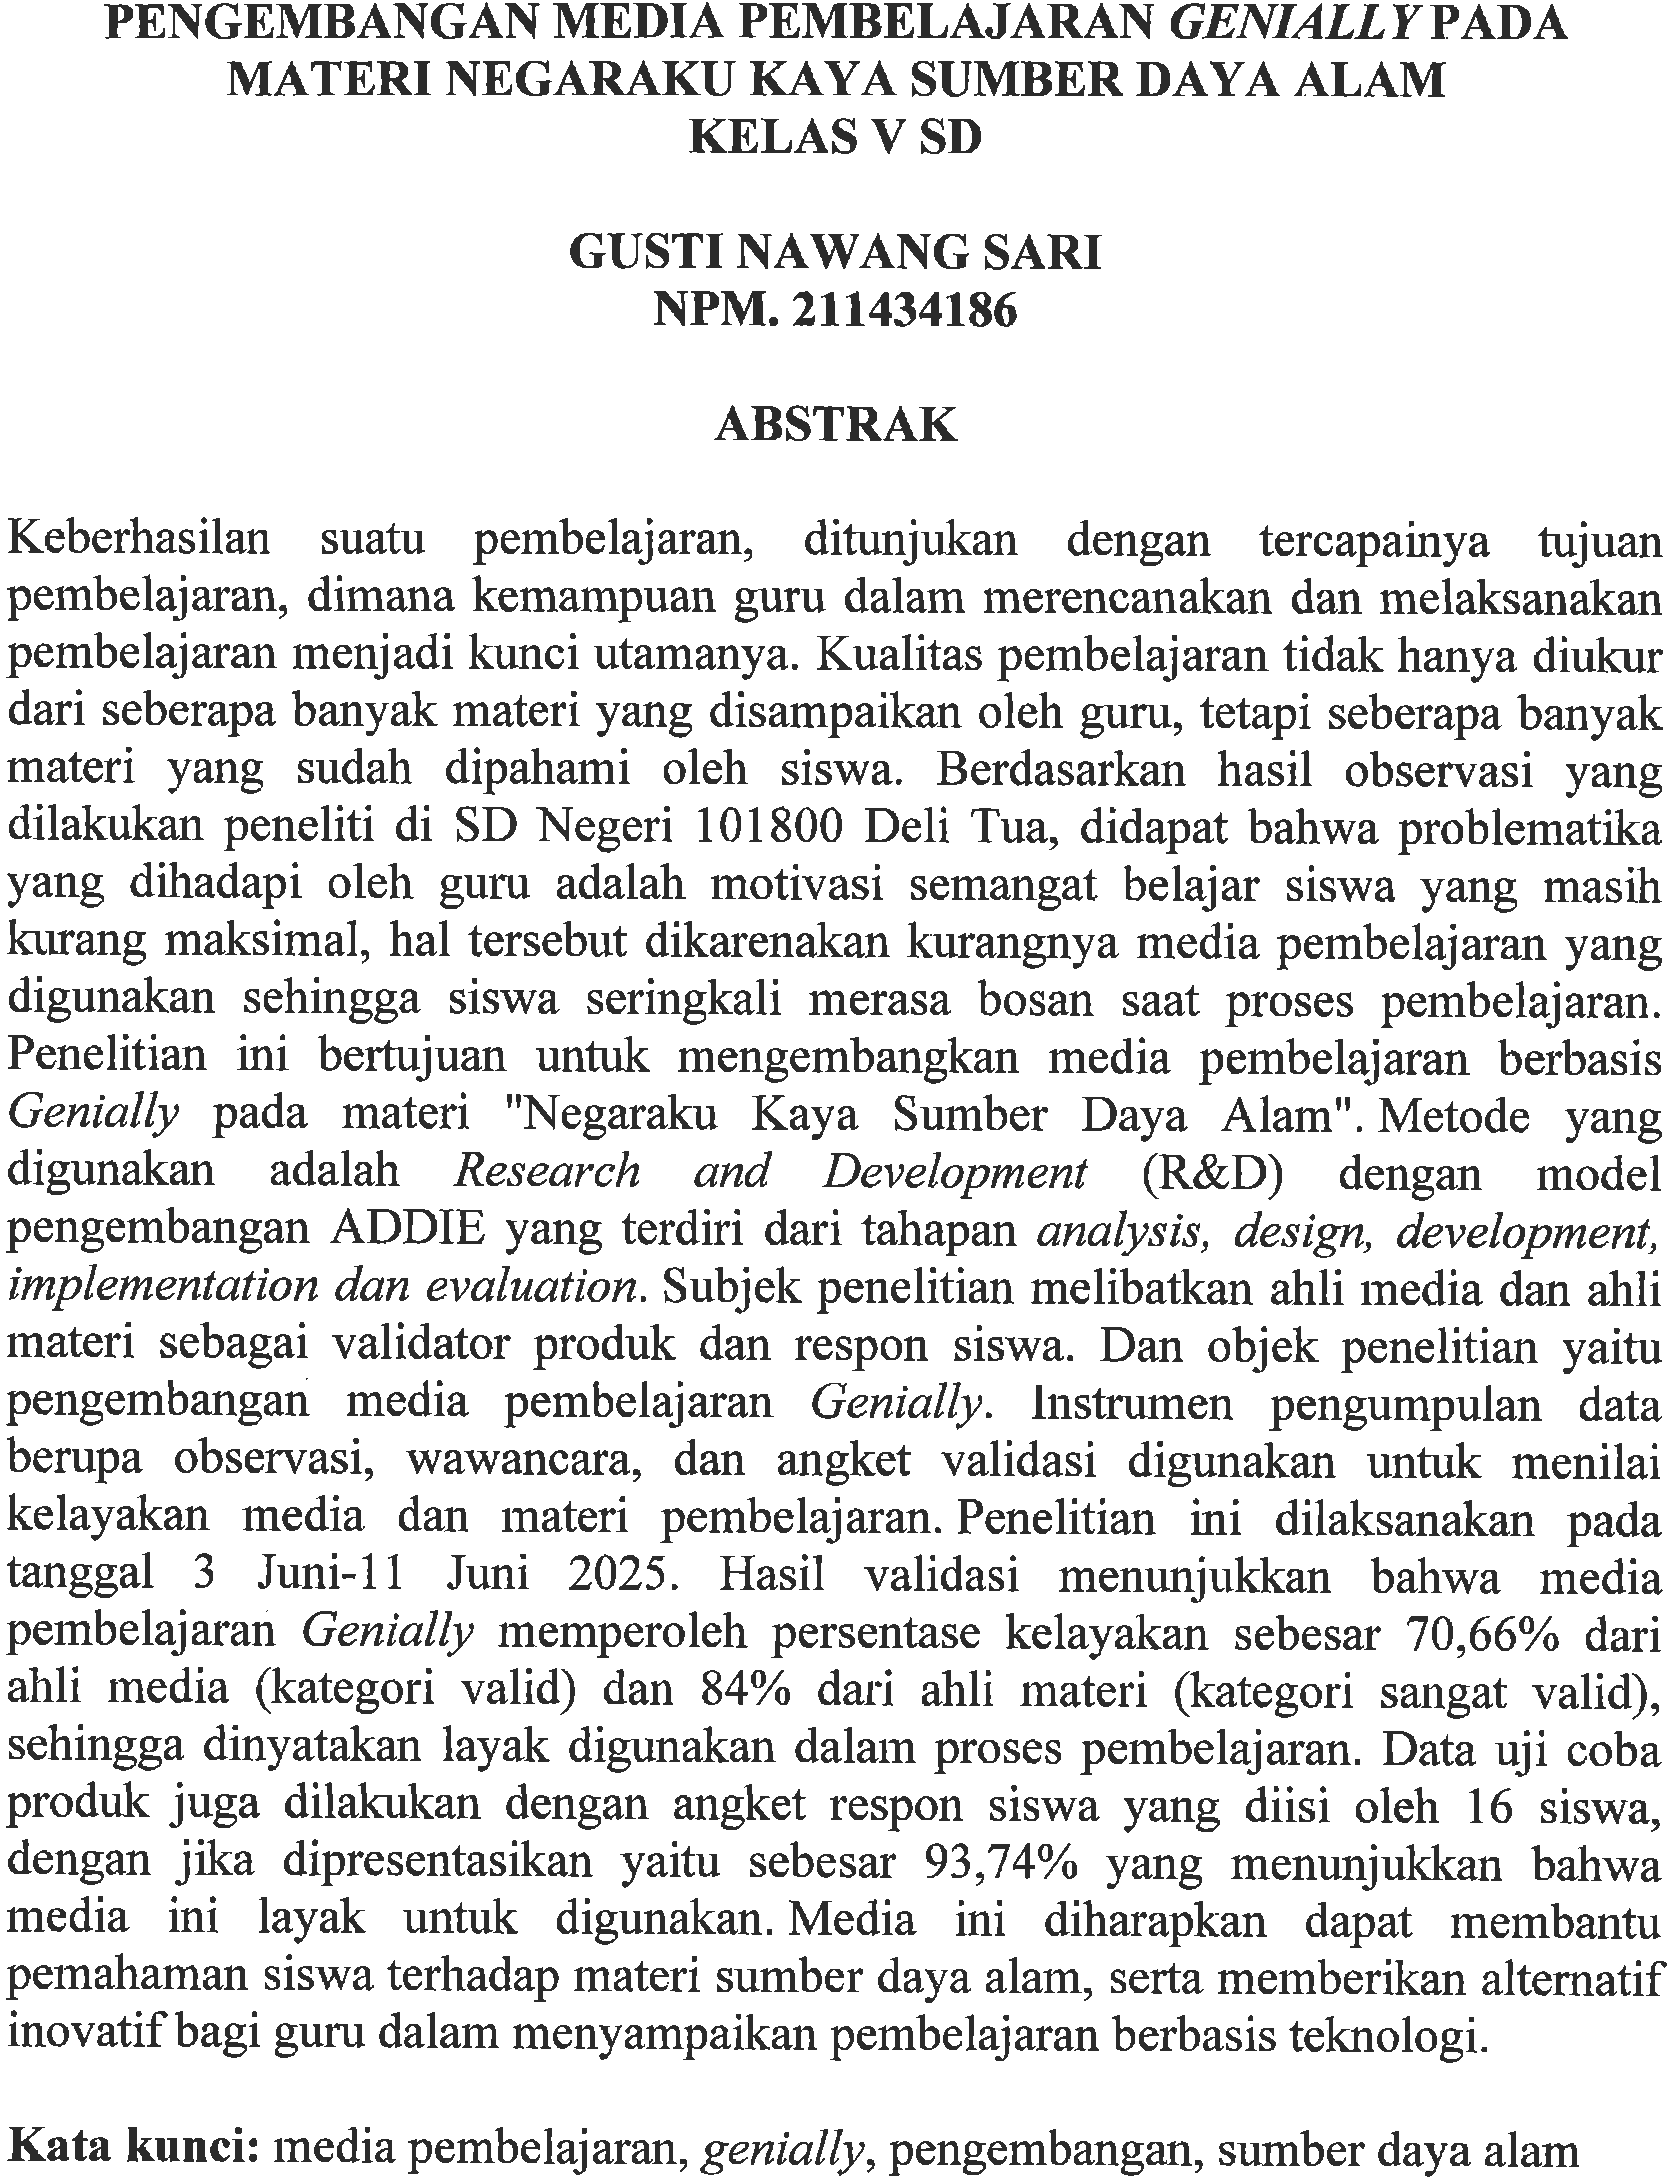 PENGEMBANGAN MEDIA PEMBELAJARAN GENIALLY PADA
MATERI NEGARAKU KAYA SUMBER DAYA ALAM
KELAS V SD
GUSTI NAWANG SARI
NPM. 211434186
ABSTRAK
Keberhasilan suatu pembelajaran, ditunjukan dengan tercapainya tujuan
pembelajaran, dimana kemampuan guru dalam merencanakan dan melaksanakan
pembelajaran menjadi kunci utamanya. Kualitas pembelajaran tidak hanya diukur
dari seberapa banyak materi yang disampaikan oleh guru, tetapi seberapa banyak
materi yang sudah dipahami oleh siswa. Berdasarkan hasil observasi yang
dilakukan peneliti di SD Negeri 101800 Deli Tua, didapat bahwa problematika
yang dihadapi oleh guru adalah motivasi semangat belajar siswa yang masih
kurang maksimal, hal tersebut dikarenakan kurangnya media pembelajaran yang
digunakan sehingga siswa seringkali merasa bosan saat proses pembelajaran.
Penelitian ini bertujuan untuk mengembangkan media pembelajaran berbasis
Genially pada materi "Negaraku Kaya Sumber Daya Alam". Metode yang
digunakan adalah Research and Development (R&D) dengan model
pengembangan ADDIE yang terdiri dari tahapan analysis, design, development,
implementation dan evaluation. Subjek penelitian melibatkan ahli media dan ahli
materi sebagai validator produk dan respon siswa. Dan objek penelitian yaitu
pengembangan media pembelajaran Genially. Instrumen pengumpulan data
berupa observasi, wawancara, dan angket validasi digunakan untuk menilai
kelayakan media dan materi pembelajaran. Penelitian ini dilaksanakan pada
tanggal 3 Juni-11 Juni 2025. Hasil validasi menunjukkan bahwa media
pembelajaran Genially memperoleh persentase kelayakan sebesar 70,66% dari
ahli media (kategori valid) dan 84% dari ahli materi (kategori sangat valid),
sehingga dinyatakan layak digunakan dalam proses pembelajaran. Data uji coba
produk juga dilakukan dengan angket respon siswa yang diisi oleh 16 siswa,
dengan jika dipresentasikan yaitu sebesar 93,74% yang menunjukkan bahwa
media ini layak untuk digunakan. Media ini diharapkan dapat membantu
pemahaman siswa terhadap materi sumber daya alam, serta memberikan alternatif
inovatif bagi guru dalam menyampaikan pembelajaran berbasis teknologi.
Kata kunci: media pembelajaran, genially, pengembangan, sumber daya alam